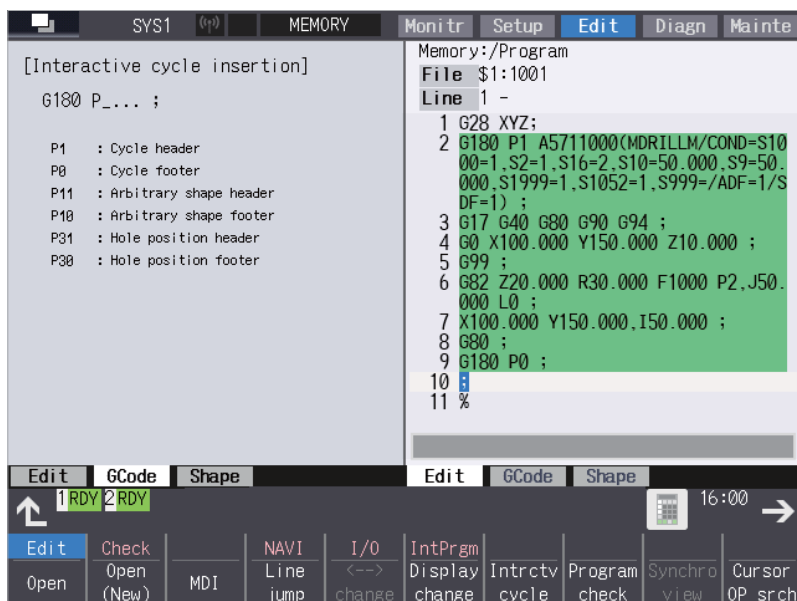 SYS1 MEMORY Monitr Setup Edit Diagn Mainte
[Interactive cycle insertion]
G180 P_... ;
P1 : Cycle header
P0 : Cycle footer
P11 : Arbitrary shape header
P10 : Arbitrary shape footer
P31 : Hole position header
P30 : Hole position footer
Memory:/Program
File $1:1001
Line 1 -
1 G28 XYZ;
2 G180 P1 A5711000(MDRILLM/COND=S10
00=1,S2=1,S16=2,S10=50.000,S9=50.
000,S1999=1,S1052=1,S999=/ADF=1/S
DF=1) ;
3 G17 G40 G80 G90 G94 ;
4 G0 X100.000 Y150.000 Z10.000 ;
5 G99 ;
6 G82 Z20.000 R30.000 F1000 P2,J50.
000 L0 ;
7 X100.000 Y150.000,I50.000 ;
8 G80 ;
9 G180 P0 ;
10 ;
11 %
Edit GCode Shape Edit GCode Shape
1 RDY 2 RDY 16:00
Edit Check NAVI I/O IntPrgm
Open Open MDI Line <--> Display Intrctv Program Synchro Cursor
(New) jump change change cycle check view OP srch